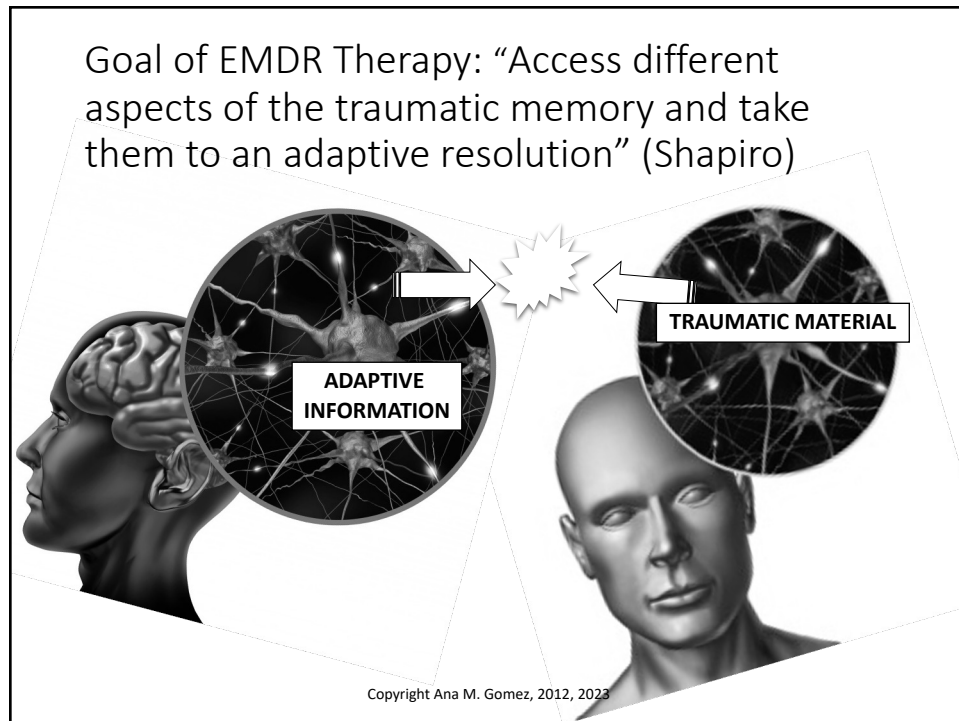 Goal of EMDR Therapy: “Access different
aspects of the traumatic memory and take
them to an adaptive resolution” (Shapiro)
TRAUMATIC MATERIAL
ADAPTIVE
INFORMATION
Copyright Ana M. Gomez, 2012, 2023